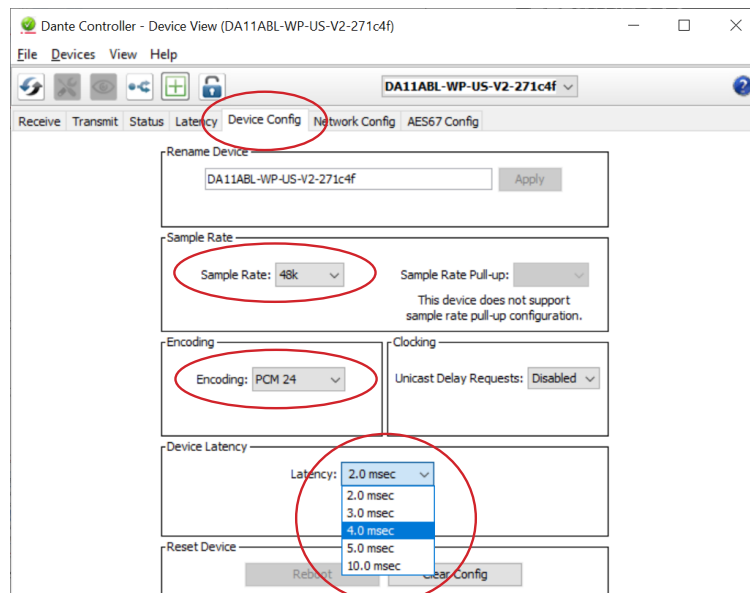 Dante Controller - Device View (DA11ABL-WP-US-V2-271c4f)
File Devices View Help
DA11ABL-WP-US-V2-271c4f
Receive Transmit Status Latency Device Config Network Config AES67 Config
Rename Device
DA11ABL-WP-US-V2-271c4f Apply
Sample Rate
Sample Rate: 48k Sample Rate Pull-up:
This device does not support
sample rate pull-up configuration.
Encoding Clocking
Encoding: PCM 24 Unicast Delay Requests: Disabled
Device Latency
Latency: 2.0 msec
2.0 msec
3.0 msec
4.0 msec
5.0 msec
10.0 msec
Reset Device
Reboot Clear Config